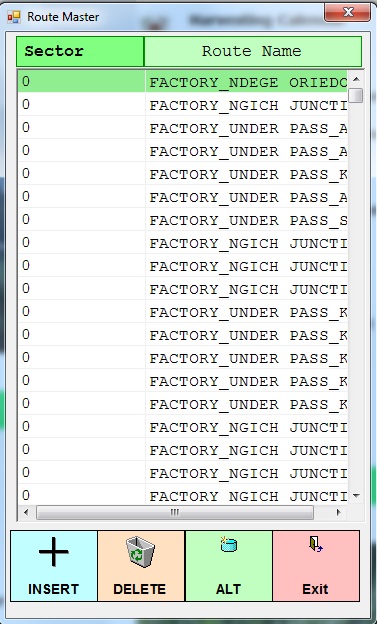 Route Master
Sector Route Name
0 FACTORY_NDEGE ORIEDO
0 FACTORY_NGICH JUNCTI
0 FACTORY_UNDER PASS_A
0 FACTORY_UNDER PASS_A
0 FACTORY_UNDER PASS_K
0 FACTORY_UNDER PASS_A
0 FACTORY_UNDER PASS_S
0 FACTORY_NGICH JUNCTI
0 FACTORY_NGICH JUNCTI
0 FACTORY_NGICH JUNCTI
0 FACTORY_UNDER PASS_K
0 FACTORY_UNDER PASS_K
0 FACTORY_UNDER PASS_K
0 FACTORY_UNDER PASS_K
0 FACTORY_UNDER PASS_K
0 FACTORY_NGICH JUNCTI
0 FACTORY_NGICH JUNCTI
0 FACTORY_NGICH JUNCTI
0 FACTORY_NGICH JUNCTI
INSERT DELETE ALT Exit